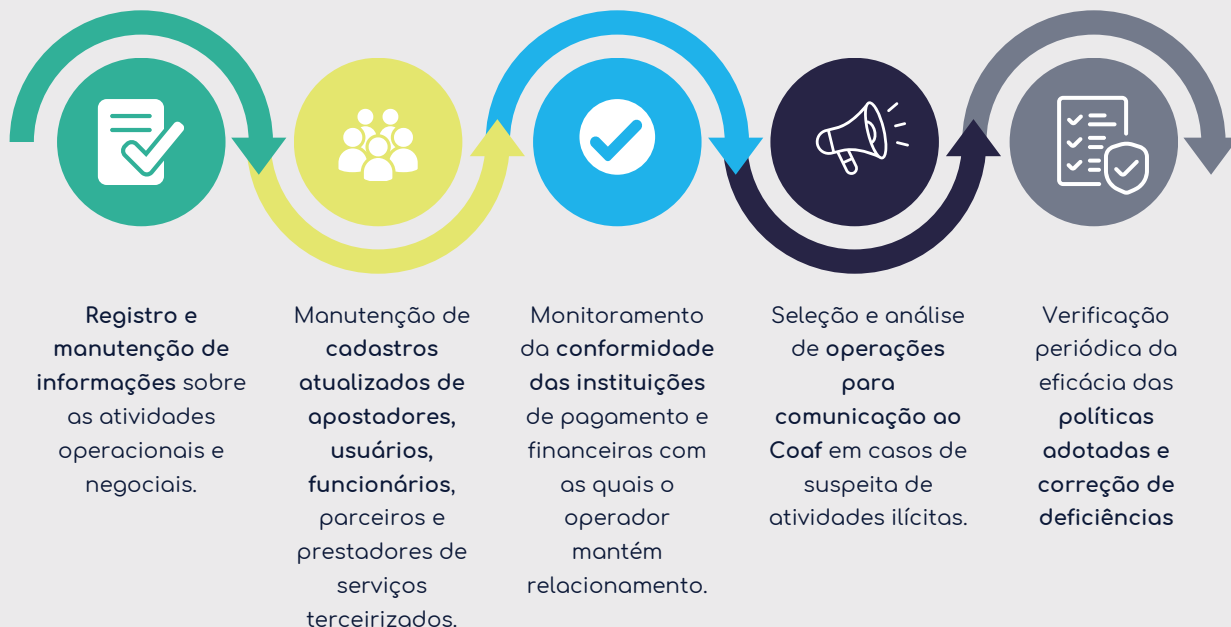 Registro e
manutenção de
informações sobre
as atividades
operacionais e
negociais.
Manutenção de
cadastros
atualizados de
apostadores,
usuários,
funcionários,
parceiros e
prestadores de
serviços
terceirizados.
Monitoramento
da conformidade
das instituições
de pagamento e
financeiras com
as quais o
operador
mantém
relacionamento.
Seleção e análise
de operações
para
comunicação ao
Coaf em casos de
suspeita de
atividades ilícitas.
Verificação
periódica da
eficácia das
políticas
adotadas e
correção de
deficiências